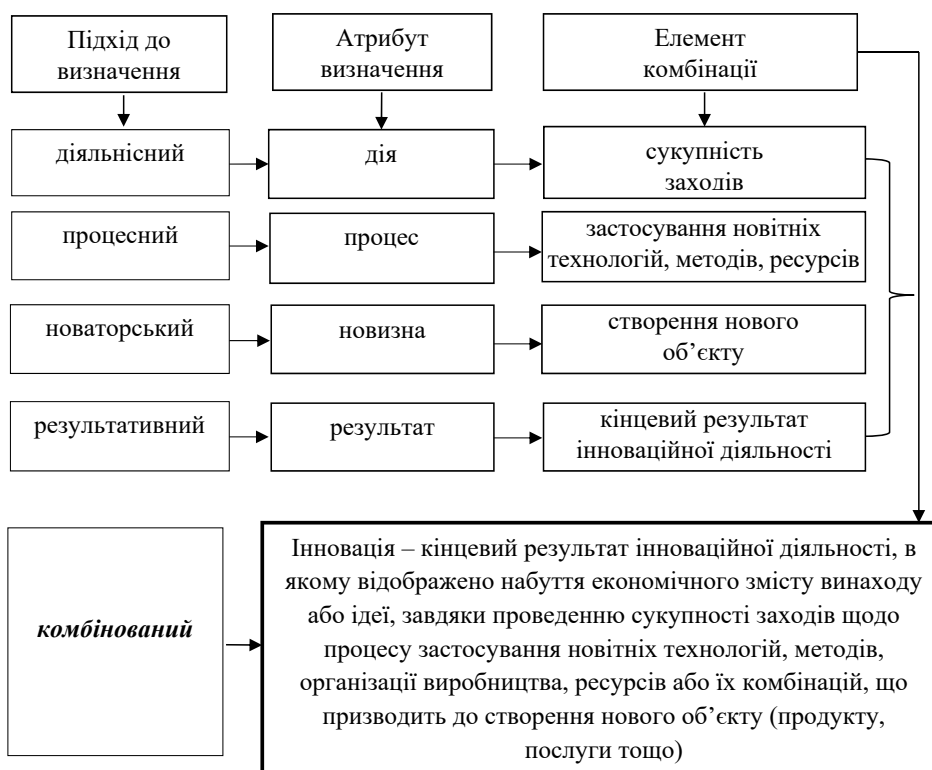 Підхід до
визначення
Атрибут
визначення
Елемент
комбінації
діяльнісний
дія
сукупність
заходів
процесний
процес
застосування новітніх
технологій, методів, ресурсів
новаторський
новизна
створення нового
об’єкту
результативний
результат
кінцевий результат
інноваційної діяльності
комбінований
Інновація – кінцевий результат інноваційної діяльності, в
якому відображено набуття економічного змісту винаходу
або ідеї, завдяки проведенню сукупності заходів щодо
процесу застосування новітніх технологій, методів,
організації виробництва, ресурсів або їх комбінацій, що
призводить до створення нового об’єкту (продукту,
послуги тощо)